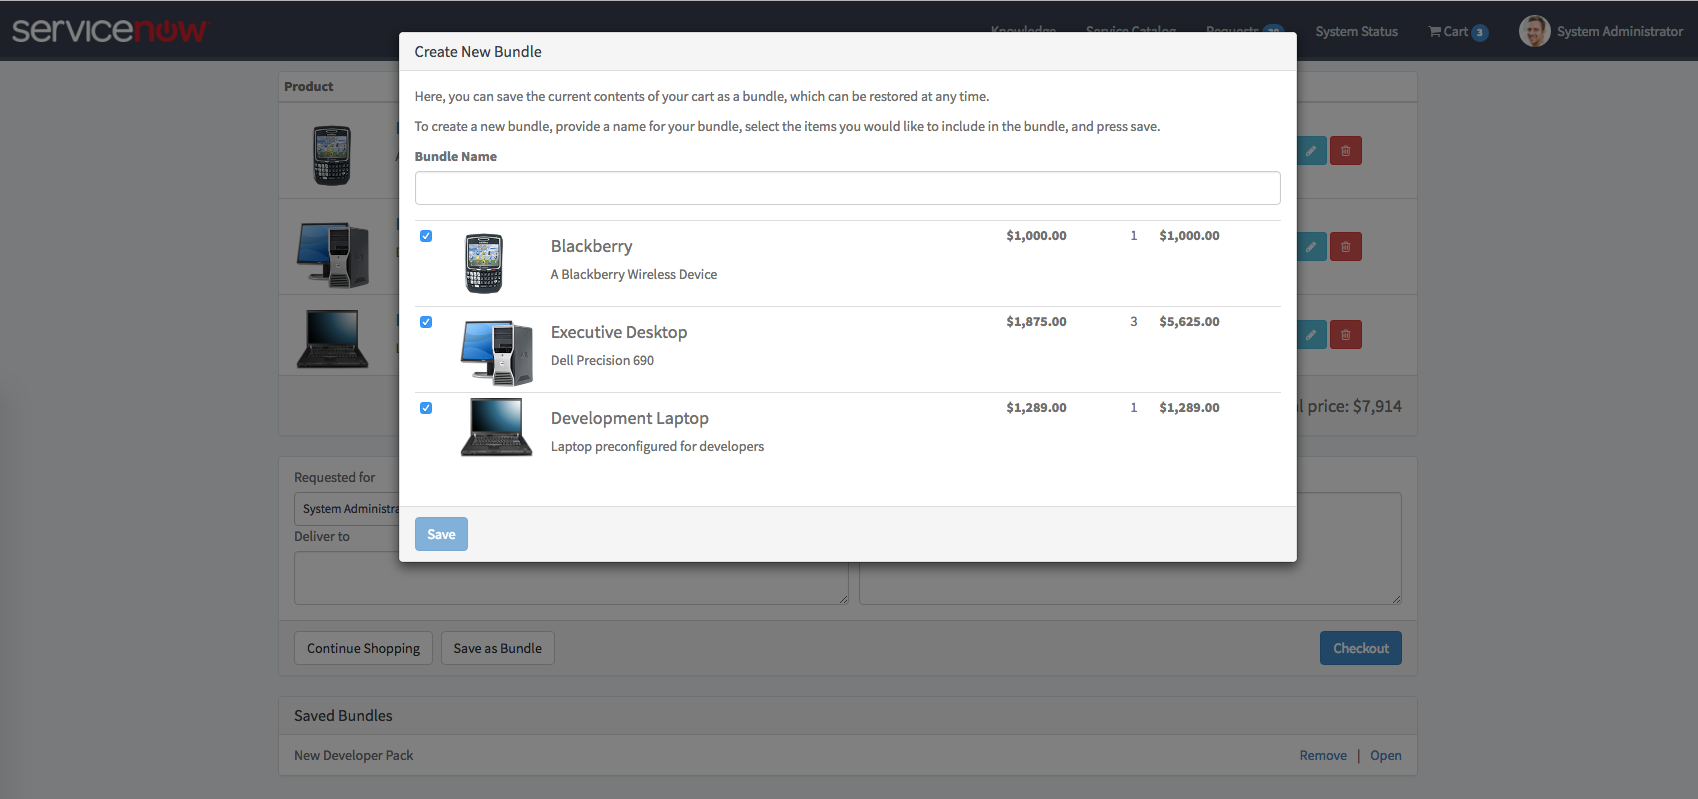 servicenow
Knowledge Service Catalog Requests System Status Cart 3 System Administrator
Create New Bundle
Product
Here, you can save the current contents of your cart as a bundle, which can be restored at any time.
To create a new bundle, provide a name for your bundle, select the items you would like to include in the bundle, and press save.
Bundle Name
Blackberry $1,000.00 1 $1,000.00
A Blackberry Wireless Device
Executive Desktop $1,875.00 3 $5,625.00
Dell Precision 690
Development Laptop $1,289.00 1 $1,289.00
Laptop preconfigured for developers
price: $7,914
Requested for
System Administra
Deliver to
Save
Continue Shopping Save as Bundle Checkout
Saved Bundles
New Developer Pack Remove | Open